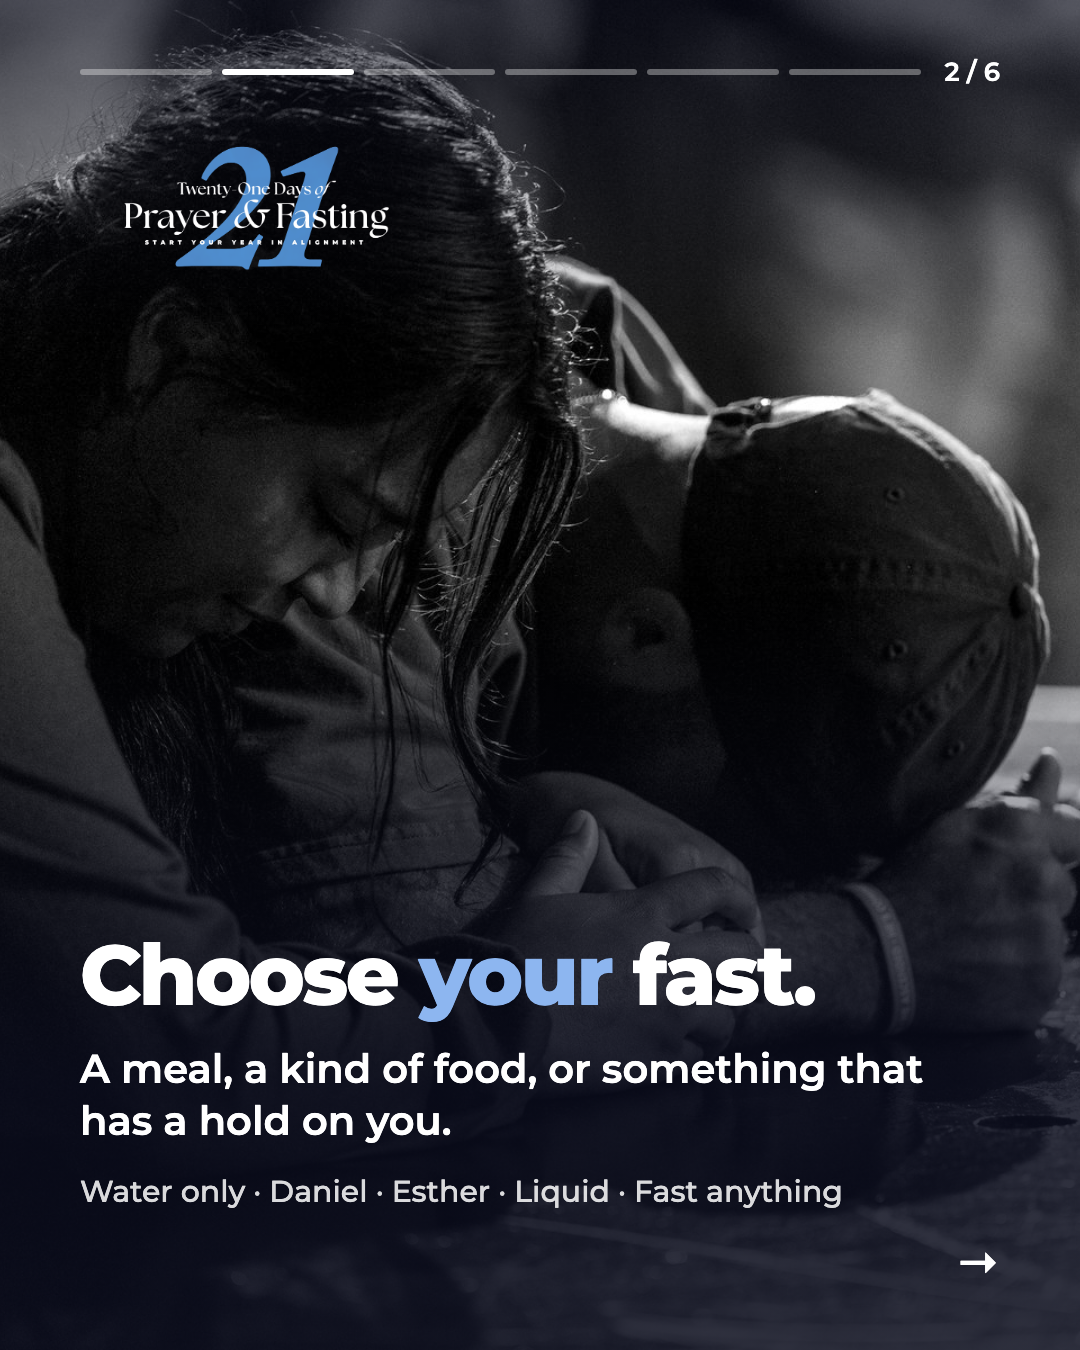 2 / 6
21
Twenty-One Days of
Prayer & Fasting
START YOUR YEAR IN ALIGNMENT
Choose your fast.
A meal, a kind of food, or something that
has a hold on you.
Water only · Daniel · Esther · Liquid · Fast anything
→